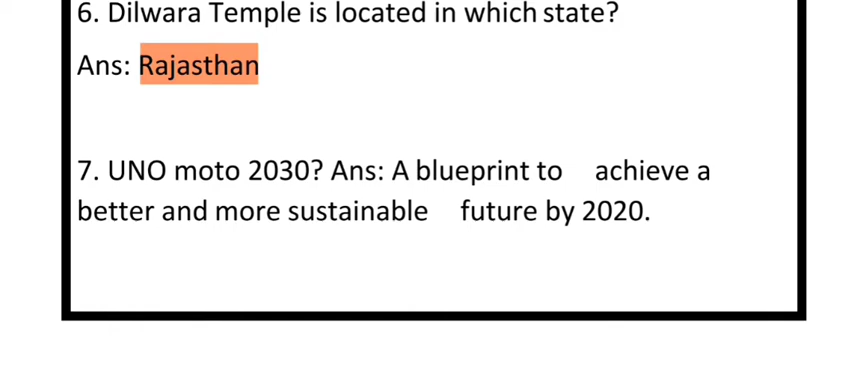 6. Dilwara Temple is located in which state?
Ans: Rajasthan
7. UNO moto 2030? Ans: A blueprint to achieve a
better and more sustainable future by 2020.